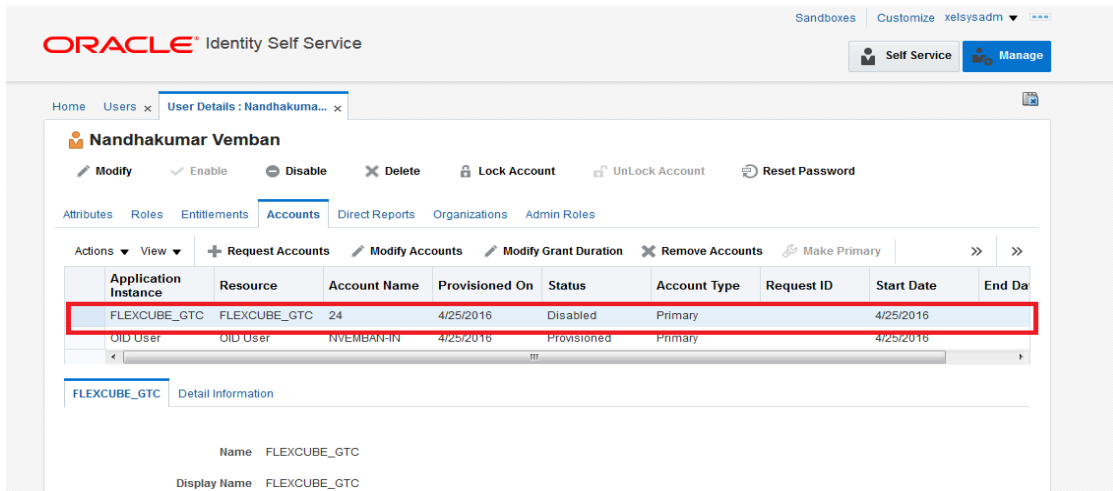 Sandboxes Customize xelsysadm
ORACLE Identity Self Service
Self Service Manage
Home Users User Details : Nandhakuma...
Nandhakumar Vemban
Modify Enable Disable Delete Lock Account UnLock Account Reset Password
Attributes Roles Entitlements Accounts Direct Reports Organizations Admin Roles
Actions View Request Accounts Modify Accounts Modify Grant Duration Remove Accounts Make Primary
Application Instance Resource Account Name Provisioned On Status Account Type Request ID Start Date End Da
FLEXCUBE_GTC FLEXCUBE_GTC 24 4/25/2016 Disabled Primary 4/25/2016
OID User OID User NVEMBAN-IN 4/25/2016 Provisioned Primary 4/25/2016
FLEXCUBE_GTC Detail Information
Name FLEXCUBE_GTC
Display Name FLEXCUBE_GTC